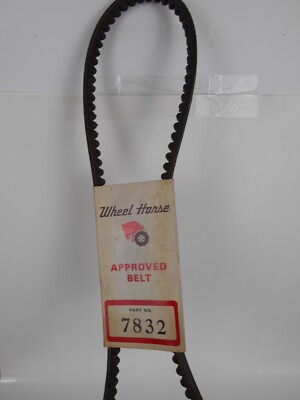 Wheel Horse
APPROVED
BELT
PART NO.
7832